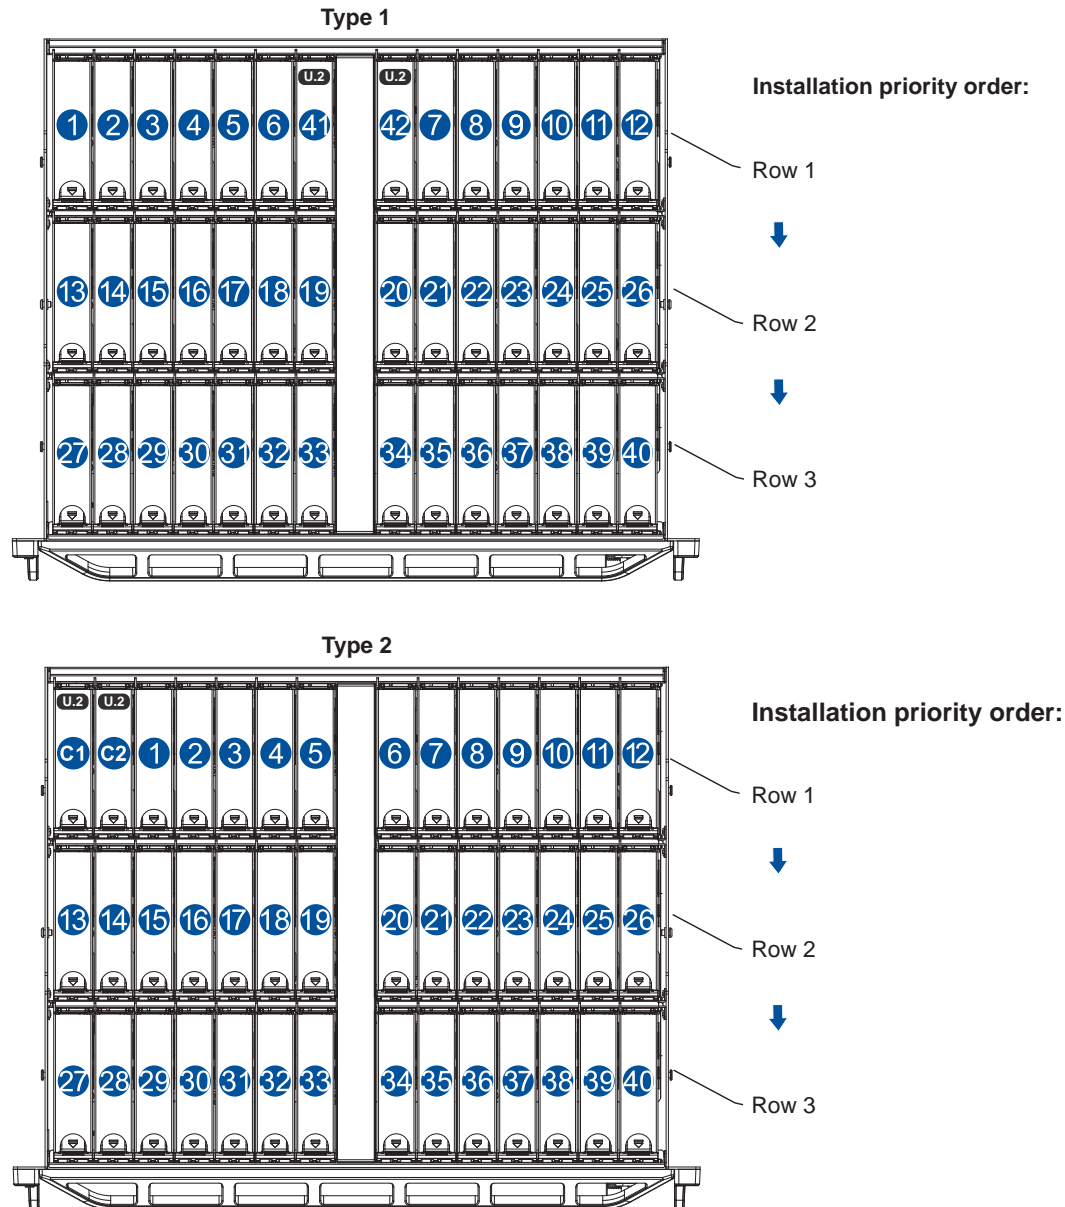 Type 1
U.2 U.2
Installation priority order:
1 2 3 4 5 6 41 42 7 8 9 10 11 12
Row 1
13 14 15 16 17 18 19 20 21 22 23 24 25 26
Row 2
27 28 29 30 31 32 33 34 35 36 37 38 39 40
Row 3
Type 2
U.2 U.2
Installation priority order:
C1 C2 1 2 3 4 5 6 7 8 9 10 11 12
Row 1
13 14 15 16 17 18 19 20 21 22 23 24 25 26
Row 2
27 28 29 30 31 32 33 34 35 36 37 38 39 40
Row 3